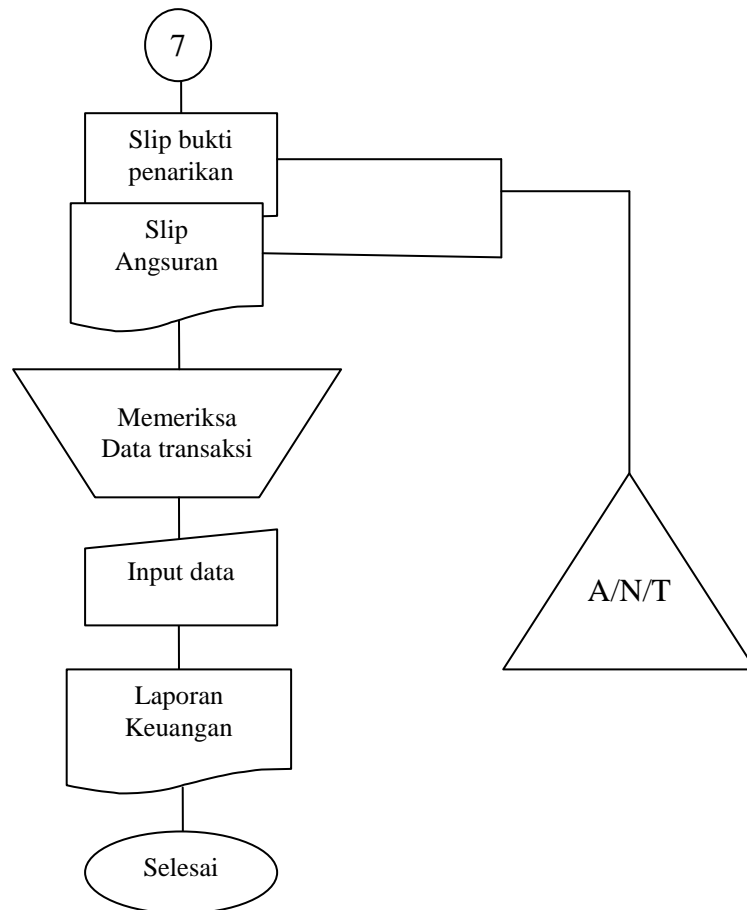 7
Slip bukti
penarikan
Slip
Angsuran
Memeriksa
Data transaksi
Input data
A/N/T
Laporan
Keuangan
Selesai